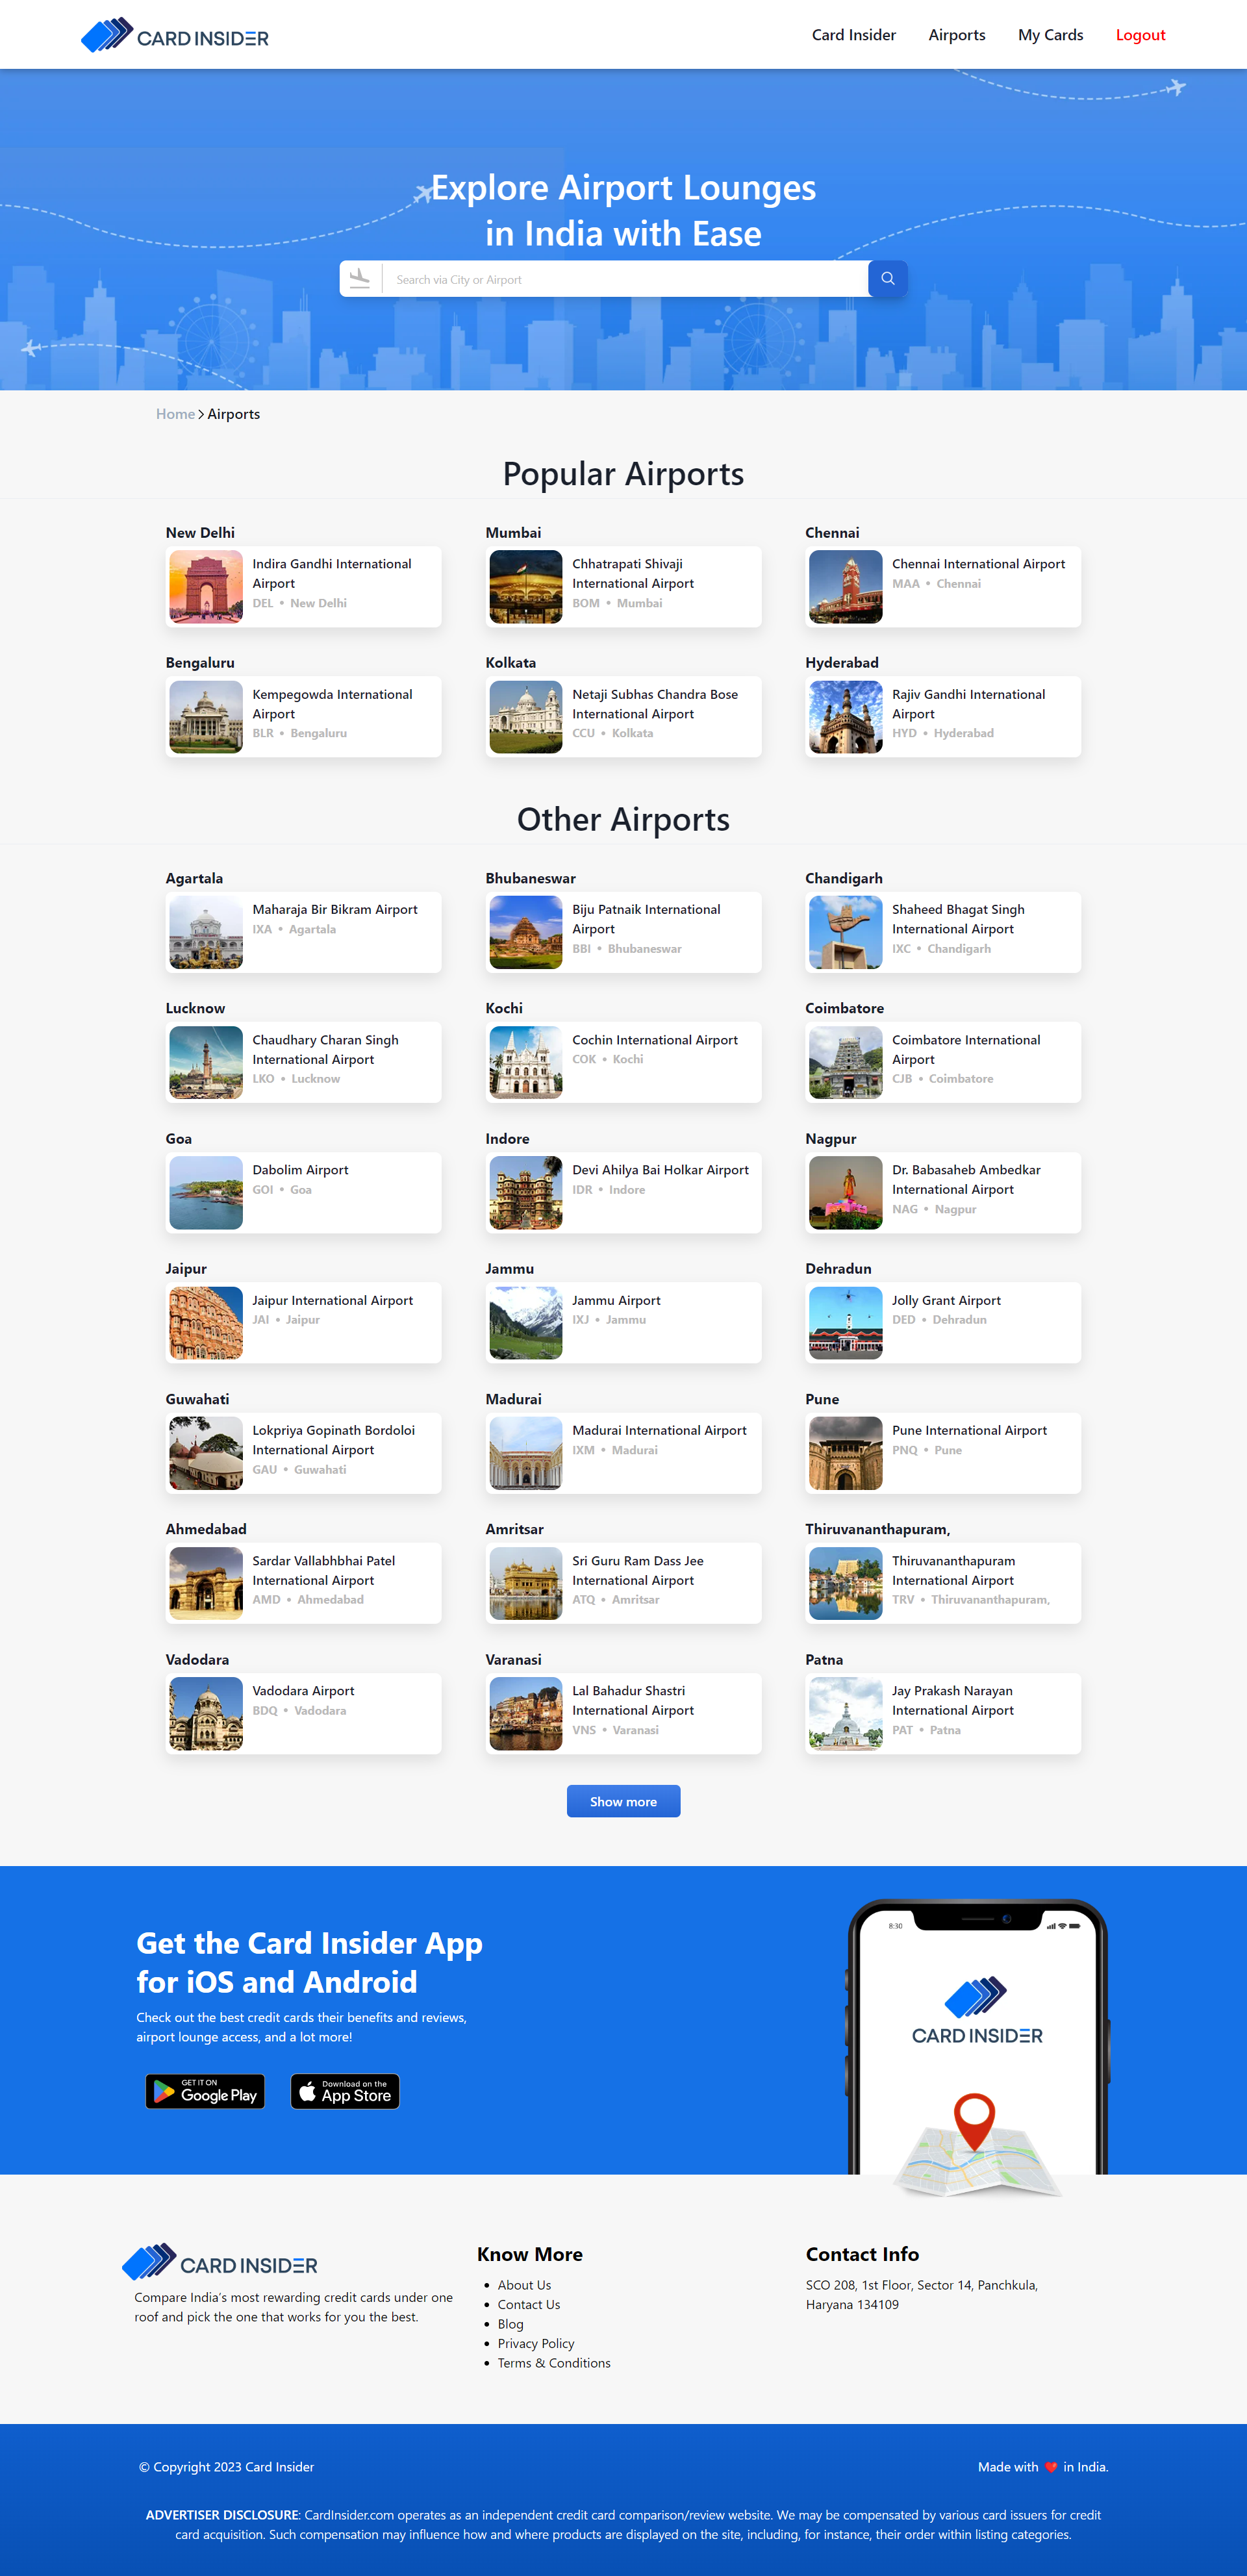 CARD INSIDER
Card Insider
Airports
My Cards
Logout
Explore Airport Lounges
in India with Ease
Search via City or Airport
Home > Airports
Popular Airports
New Delhi
Indira Gandhi International
Airport
DEL • New Delhi
Mumbai
Chhatrapati Shivaji
International Airport
BOM • Mumbai
Chennai
Chennai International Airport
MAA • Chennai
Bengaluru
Kempegowda International
Airport
BLR • Bengaluru
Kolkata
Netaji Subhas Chandra Bose
International Airport
CCU • Kolkata
Hyderabad
Rajiv Gandhi International
Airport
HYD • Hyderabad
Other Airports
Agartala
Maharaja Bir Bikram Airport
IXA • Agartala
Bhubaneswar
Biju Patnaik International
Airport
BBI • Bhubaneswar
Chandigarh
Shaheed Bhagat Singh
International Airport
IXC • Chandigarh
Lucknow
Chaudhary Charan Singh
International Airport
LKO • Lucknow
Kochi
Cochin International Airport
COK • Kochi
Coimbatore
Coimbatore International
Airport
CJB • Coimbatore
Goa
Dabolim Airport
GOI • Goa
Indore
Devi Ahilya Bai Holkar Airport
IDR • Indore
Nagpur
Dr. Babasaheb Ambedkar
International Airport
NAG • Nagpur
Jaipur
Jaipur International Airport
JAI • Jaipur
Jammu
Jammu Airport
IXJ • Jammu
Dehradun
Jolly Grant Airport
DED • Dehradun
Guwahati
Lokpriya Gopinath Bordoloi
International Airport
GAU • Guwahati
Madurai
Madurai International Airport
IXM • Madurai
Pune
Pune International Airport
PNQ • Pune
Ahmedabad
Sardar Vallabhbhai Patel
International Airport
AMD • Ahmedabad
Amritsar
Sri Guru Ram Dass Jee
International Airport
ATQ • Amritsar
Thiruvananthapuram,
Thiruvananthapuram
International Airport
TRV • Thiruvananthapuram,
Vadodara
Vadodara Airport
BDQ • Vadodara
Varanasi
Lal Bahadur Shastri
International Airport
VNS • Varanasi
Patna
Jay Prakash Narayan
International Airport
PAT • Patna
Show more
Get the Card Insider App
for iOS and Android
Check out the best credit cards their benefits and reviews,
airport lounge access, and a lot more!
GET IT ON
Google Play
Download on the
App Store
8:30
CARD INSIDER
CARD INSIDER
Compare India's most rewarding credit cards under one
roof and pick the one that works for you the best.
Know More
• About Us
• Contact Us
• Blog
• Privacy Policy
• Terms & Conditions
Contact Info
SCO 208, 1st Floor, Sector 14, Panchkula,
Haryana 134109
© Copyright 2023 Card Insider
Made with ❤ in India.
ADVERTISER DISCLOSURE: CardInsider.com operates as an independent credit card comparison/review website. We may be compensated by various card issuers for credit
card acquisition. Such compensation may influence how and where products are displayed on the site, including, for instance, their order within listing categories.